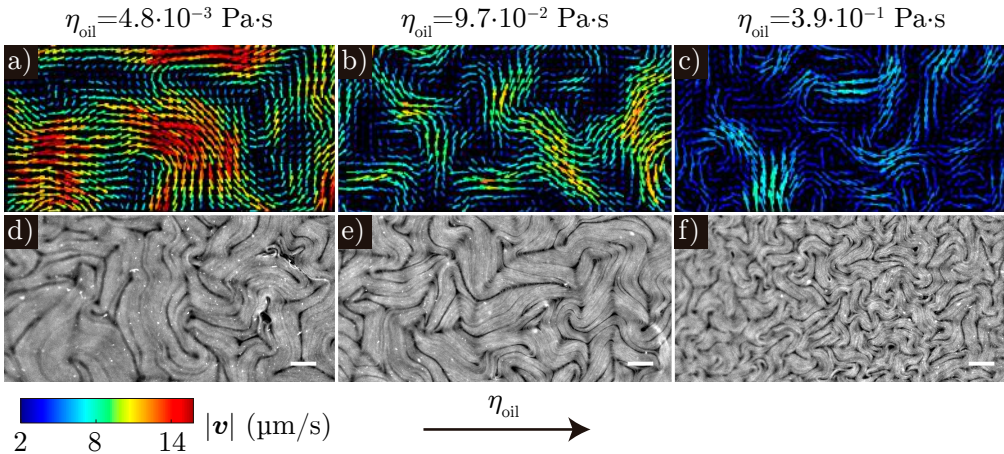 η_oil=4.8·10⁻³ Pa·s η_oil=9.7·10⁻² Pa·s η_oil=3.9·10⁻¹ Pa·s
a) b) c)
d) e) f)
η_oil
|v| (µm/s)
2 8 14